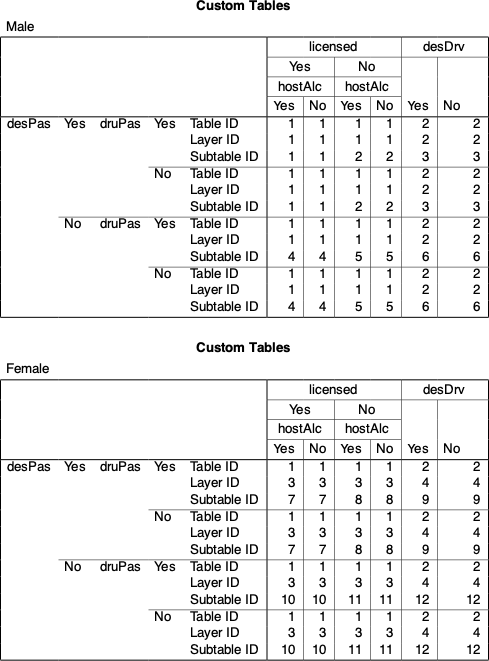 Custom Tables
Male
licensed desDrv
Yes No
hostAlc hostAlc
Yes No Yes No Yes No
desPas Yes druPas Yes Table ID 1 1 1 1 2 2
Layer ID 1 1 1 1 2 2
Subtable ID 1 1 2 2 3 3
No Table ID 1 1 1 1 2 2
Layer ID 1 1 1 1 2 2
Subtable ID 1 1 2 2 3 3
No druPas Yes Table ID 1 1 1 1 2 2
Layer ID 1 1 1 1 2 2
Subtable ID 4 4 5 5 6 6
No Table ID 1 1 1 1 2 2
Layer ID 1 1 1 1 2 2
Subtable ID 4 4 5 5 6 6
Custom Tables
Female
licensed desDrv
Yes No
hostAlc hostAlc
Yes No Yes No Yes No
desPas Yes druPas Yes Table ID 1 1 1 1 2 2
Layer ID 3 3 3 3 4 4
Subtable ID 7 7 8 8 9 9
No Table ID 1 1 1 1 2 2
Layer ID 3 3 3 3 4 4
Subtable ID 7 7 8 8 9 9
No druPas Yes Table ID 1 1 1 1 2 2
Layer ID 3 3 3 3 4 4
Subtable ID 10 10 11 11 12 12
No Table ID 1 1 1 1 2 2
Layer ID 3 3 3 3 4 4
Subtable ID 10 10 11 11 12 12